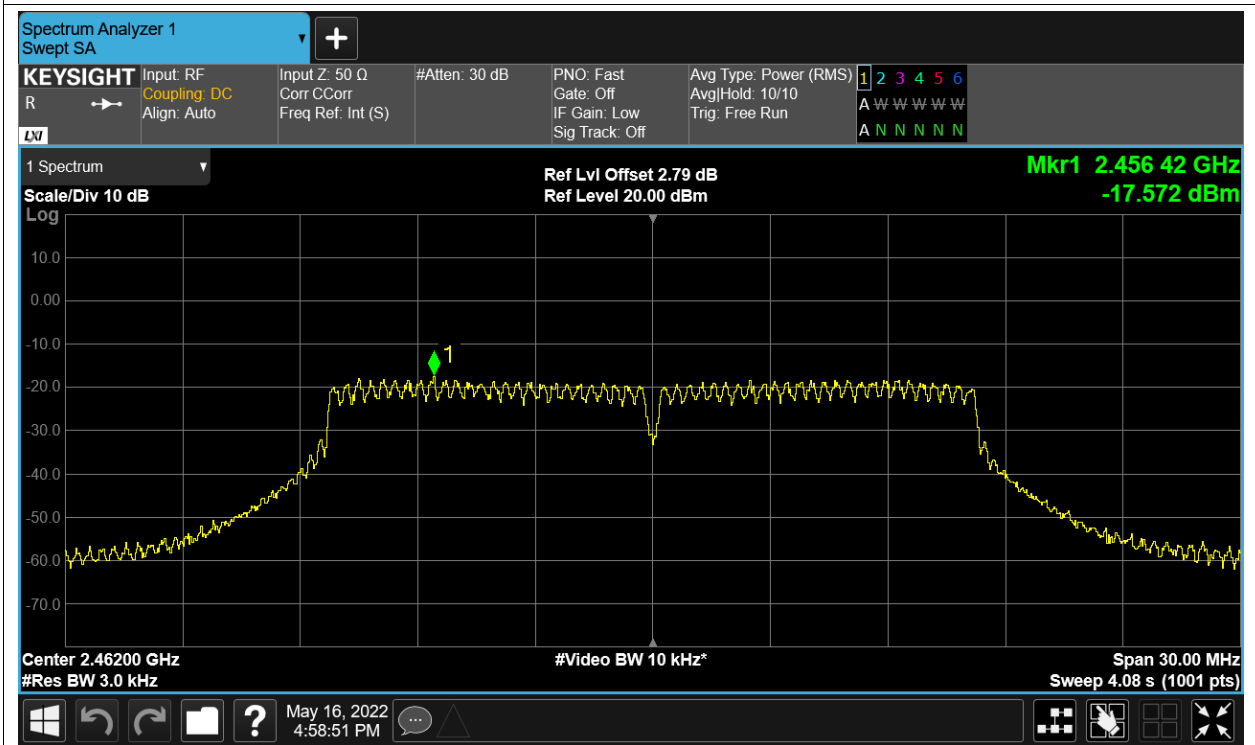 Spectrum Analyzer 1
Swept SA
+
KEYSIGHT
R
LXI
Input: RF
Coupling: DC
Align: Auto
Input Z: 50 Ω
Corr CCorr
Freq Ref: Int (S)
#Atten: 30 dB
PNO: Fast
Gate: Off
IF Gain: Low
Sig Track: Off
Avg Type: Power (RMS)
Avg|Hold: 10/10
Trig: Free Run
1 2 3 4 5 6
A W W W W W
A N N N N N
1 Spectrum
Scale/Div 10 dB
Log
Ref Lvl Offset 2.79 dB
Ref Level 20.00 dBm
Mkr1 2.456 42 GHz
-17.572 dBm
10.0
0.00
-10.0
-20.0
-30.0
-40.0
-50.0
-60.0
-70.0
1
Center 2.46200 GHz
#Res BW 3.0 kHz
#Video BW 10 kHz*
Span 30.00 MHz
Sweep 4.08 s (1001 pts)
?
May 16, 2022
4:58:51 PM